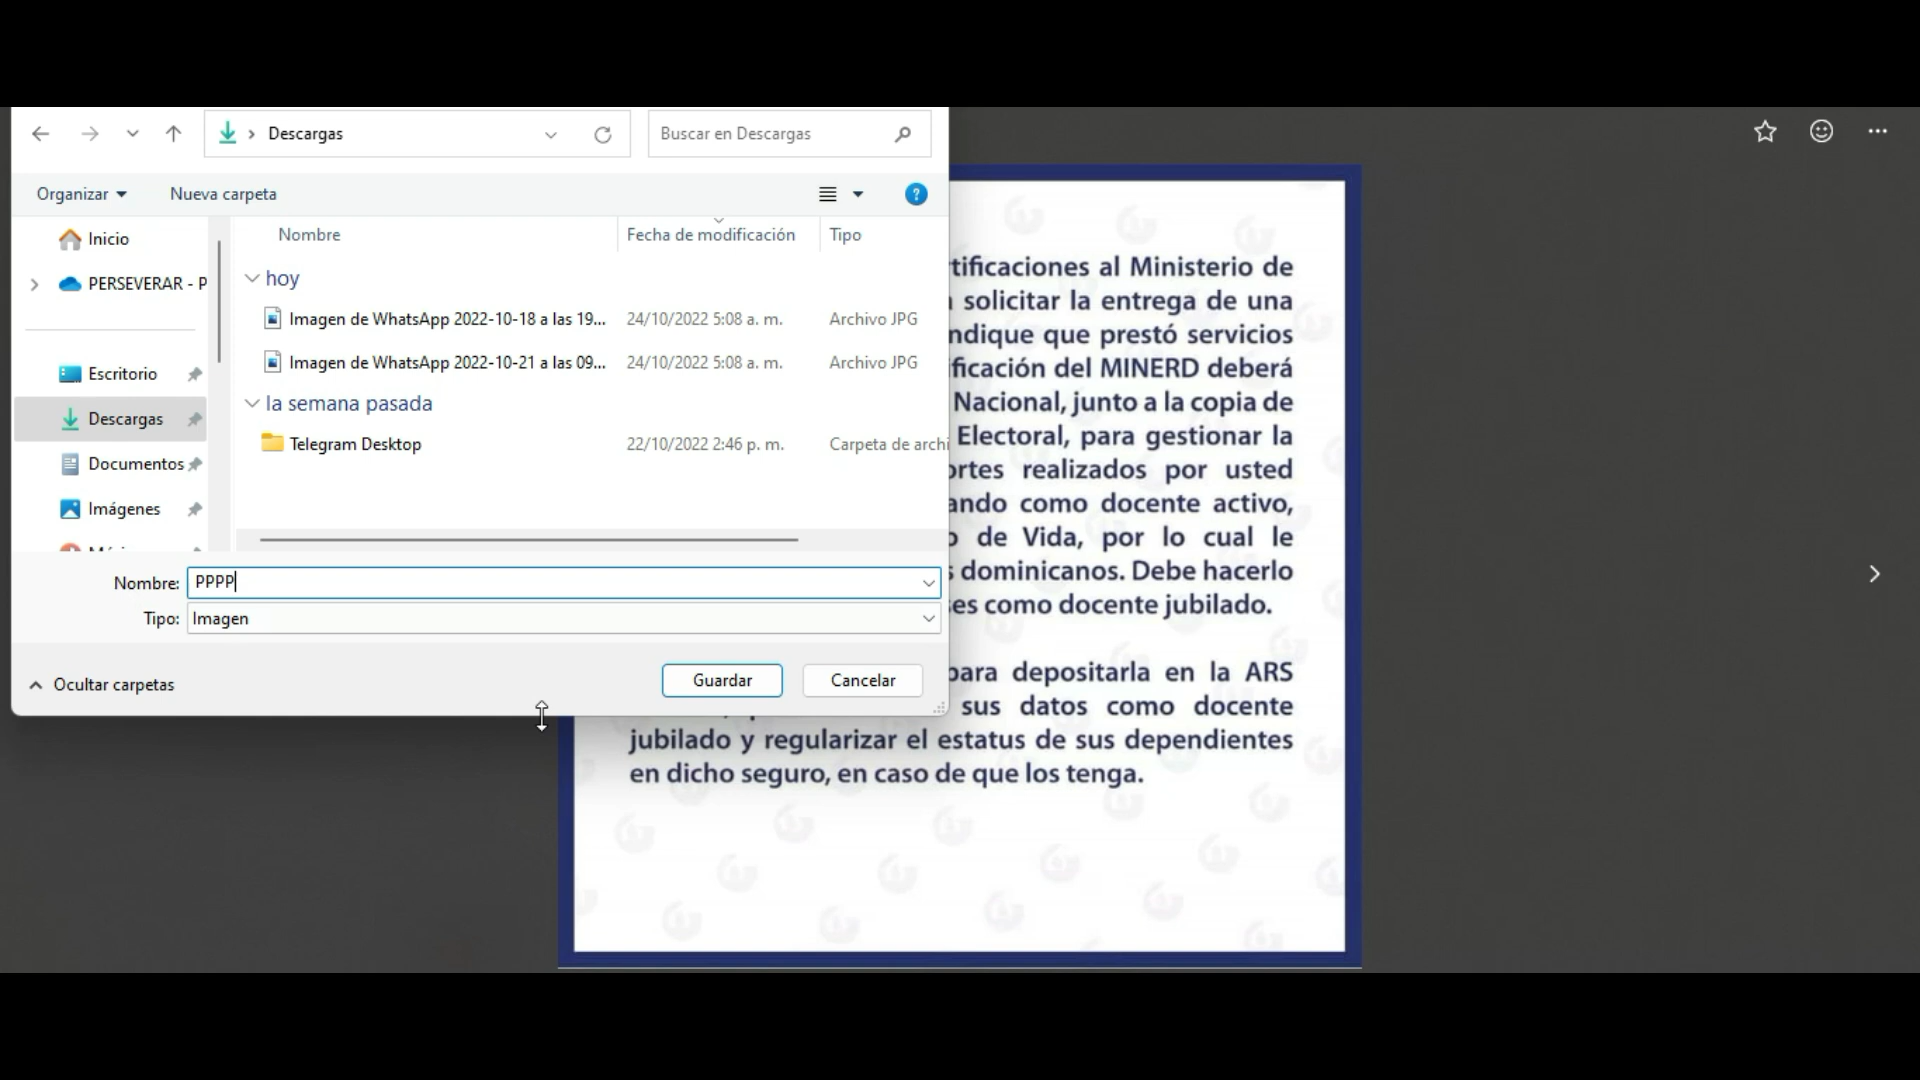 Descargas
Buscar en Descargas
Organizar
Nueva carpeta
Inicio
PERSEVERAR - P
Escritorio
Descargas
Documentos
Imágenes
Nombre
Fecha de modificación
Tipo
hoy
Imagen de WhatsApp 2022-10-18 a las 19...
24/10/2022 5:08 a. m.
Archivo JPG
Imagen de WhatsApp 2022-10-21 a las 09...
24/10/2022 5:08 a. m.
Archivo JPG
la semana pasada
Telegram Desktop
22/10/2022 2:46 p. m.
Carpeta de archi
Nombre: PPPP
Tipo: Imagen
Ocultar carpetas
Guardar
Cancelar
tificaciones al Ministerio de
solicitar la entrega de una
ndique que prestó servicios
ficación del MINERD deberá
Nacional, junto a la copia de
Electoral, para gestionar la
ortes realizados por usted
ando como docente activo,
de Vida, por lo cual le
dominicanos. Debe hacerlo
es como docente jubilado.
para depositarla en la ARS
sus datos como docente
jubilado y regularizar el estatus de sus dependientes
en dicho seguro, en caso de que los tenga.